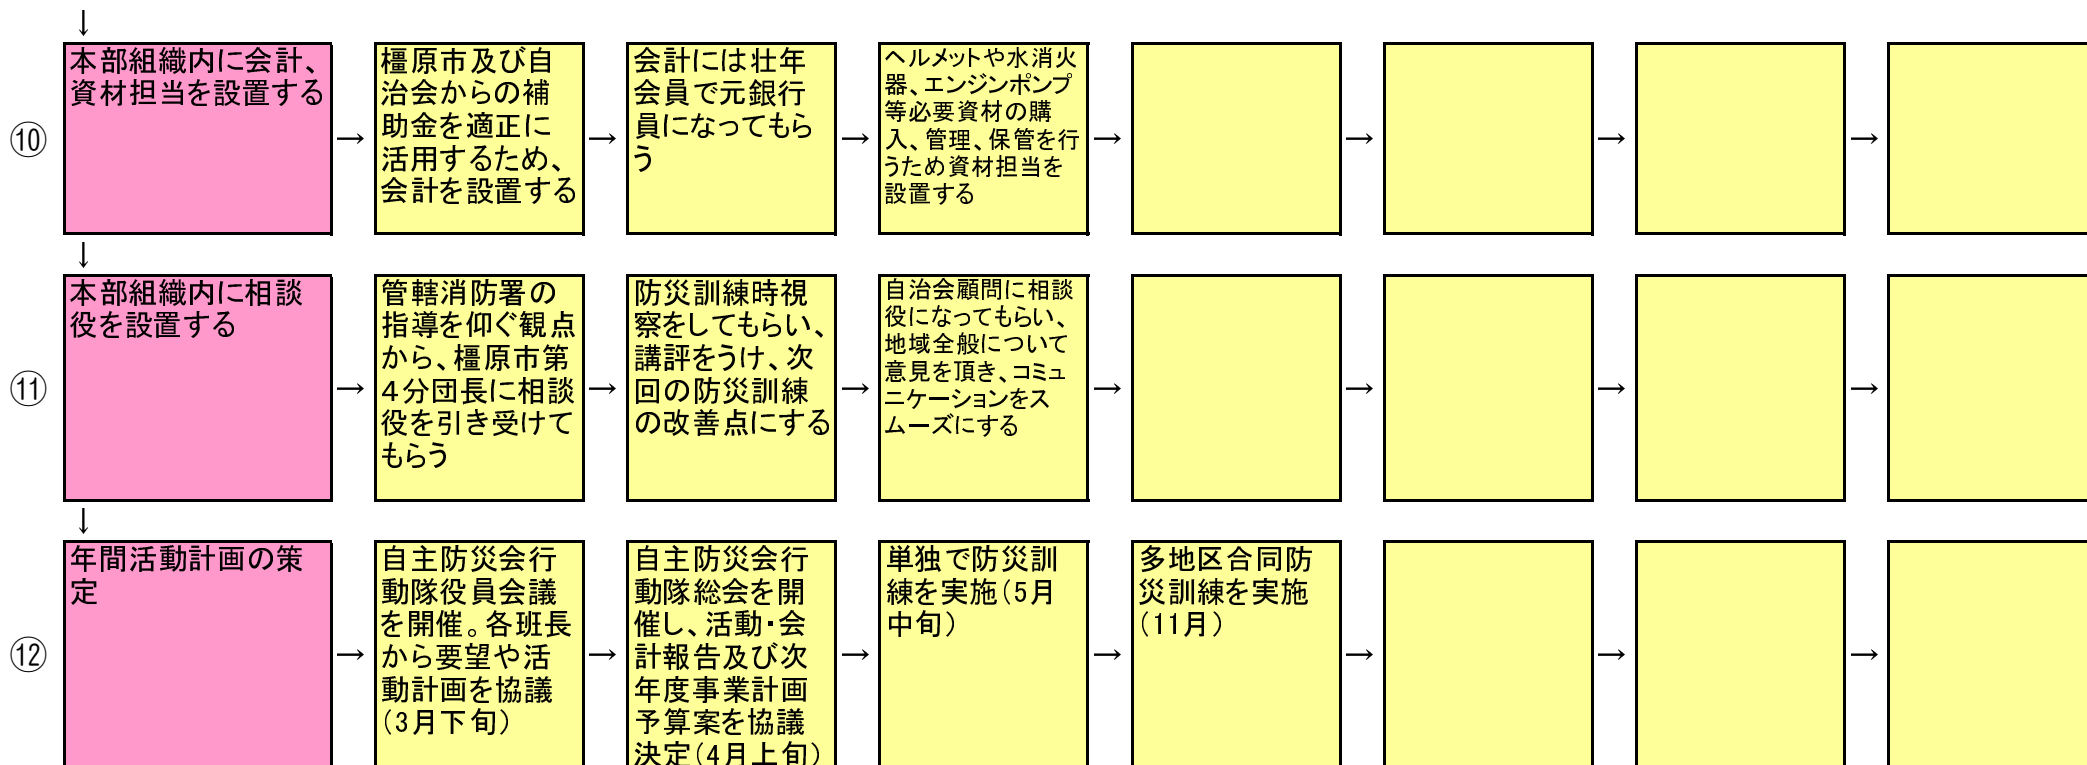 ↓
⑩
本部組織内に会計、
資材担当を設置する
→
橿原市及び自
治会からの補
助金を適正に
活用するため、
会計を設置する
→
会計には壮年
会員で元銀行
員になってもら
う
→
ヘルメットや水消火
器、エンジンポンプ
等必要資材の購
入、管理、保管を行
うため資材担当を
設置する
→
→
→
→
↓
⑪
本部組織内に相談
役を設置する
→
管轄消防署の
指導を仰ぐ観点
から、橿原市第
４分団長に相談
役を引き受けて
もらう
→
防災訓練時視
察をしてもらい、
講評をうけ、次
回の防災訓練
の改善点にする
→
自治会顧問に相談
役になってもらい、
地域全般について
意見を頂き、コミュ
ニケーションをス
ムーズにする
→
→
→
→
↓
⑫
年間活動計画の策
定
→
自主防災会行
動隊役員会議
を開催。各班長
から要望や活
動計画を協議
（3月下旬）
→
自主防災会行
動隊総会を開
催し、活動・会
計報告及び次
年度事業計画
予算案を協議
決定（4月上旬）
→
単独で防災訓
練を実施（5月
中旬）
→
多地区合同防
災訓練を実施
（11月）
→
→
→